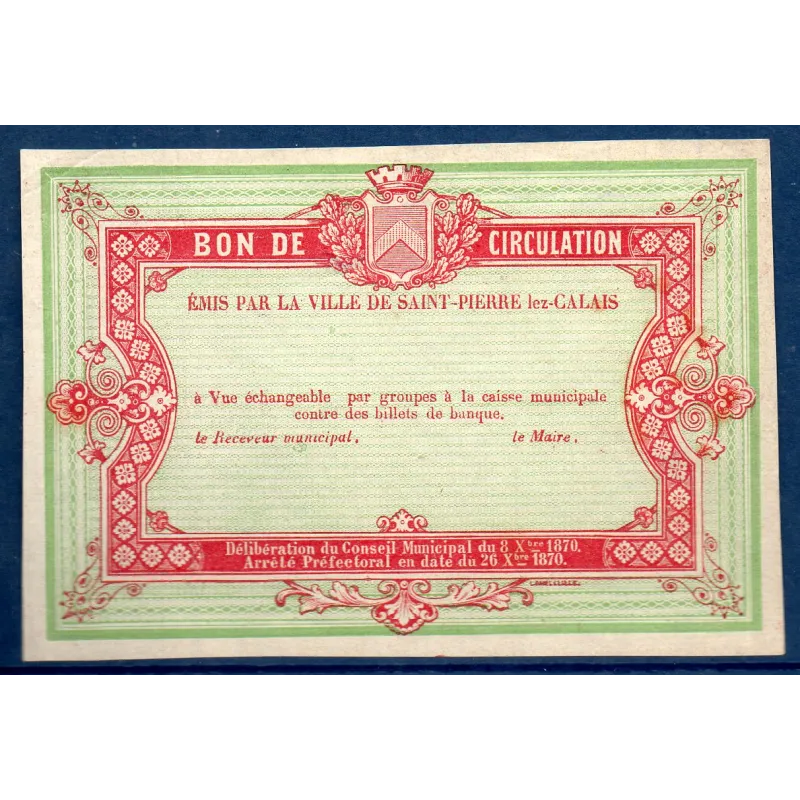 BON DE CIRCULATION
ÉMIS PAR LA VILLE DE SAINT-PIERRE lez-CALAIS
à Vue échangeable par groupes à la caisse municipale
contre des billets de banque.
le Receveur municipal, le Maire,
Délibération du Conseil Municipal du 8 Xbre 1870.
Arrêté Préfectoral en date du 26 Xbre 1870.